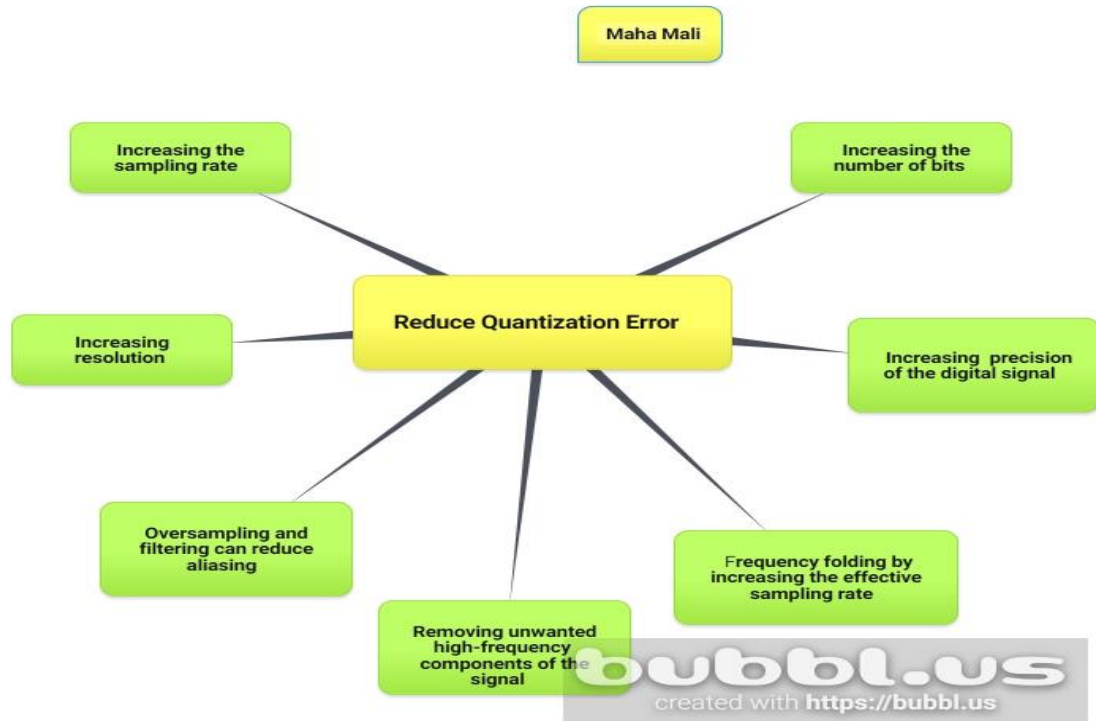 Maha Mali
Increasing the
sampling rate
Increasing the
number of bits
Reduce Quantization Error
Increasing
resolution
Increasing precision
of the digital signal
Oversampling and
filtering can reduce
aliasing
Removing unwanted
high-frequency
components of the
signal
Frequency folding by
increasing the effective
sampling rate
bubbl.us
created with https://bubbl.us